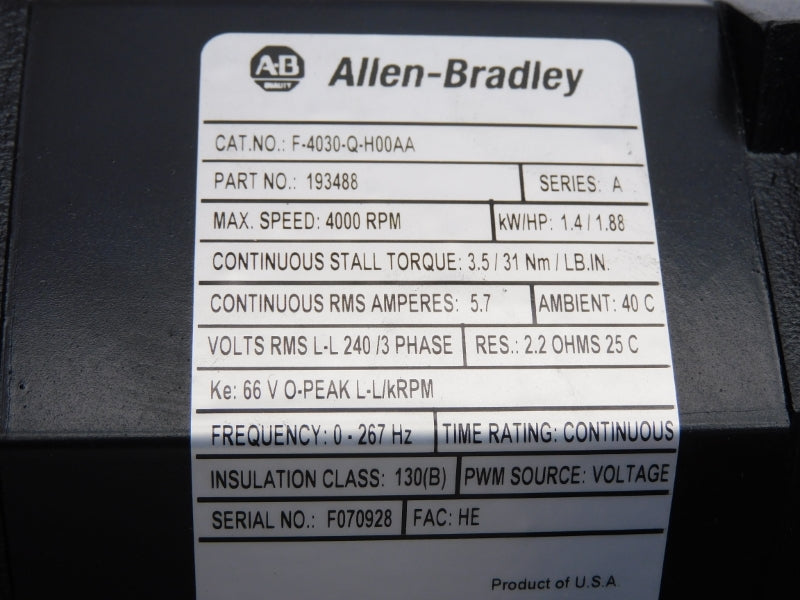 A-B
QUALITY
Allen-Bradley
CAT.NO.: F-4030-Q-H00AA
PART NO.: 193488 SERIES: A
MAX. SPEED: 4000 RPM kW/HP: 1.4 / 1.88
CONTINUOUS STALL TORQUE: 3.5 / 31 Nm / LB.IN.
CONTINUOUS RMS AMPERES: 5.7 AMBIENT: 40 C
VOLTS RMS L-L 240 /3 PHASE RES.: 2.2 OHMS 25 C
Ke: 66 V O-PEAK L-L/kRPM
FREQUENCY: 0 - 267 Hz TIME RATING: CONTINUOUS
INSULATION CLASS: 130(B) PWM SOURCE: VOLTAGE
SERIAL NO.: F070928 FAC: HE
Product of U.S.A.